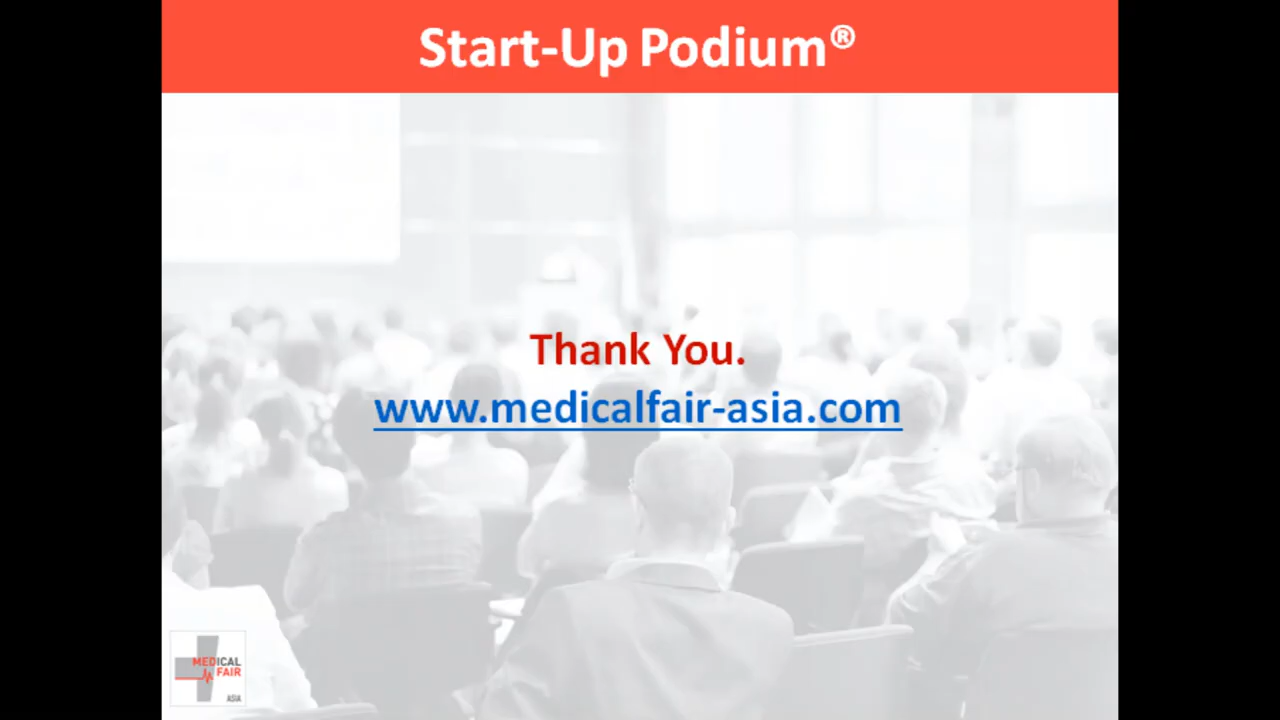 Start-Up Podium®
Thank You.
www.medicalfair-asia.com
MEDICAL
FAIR
ASIA